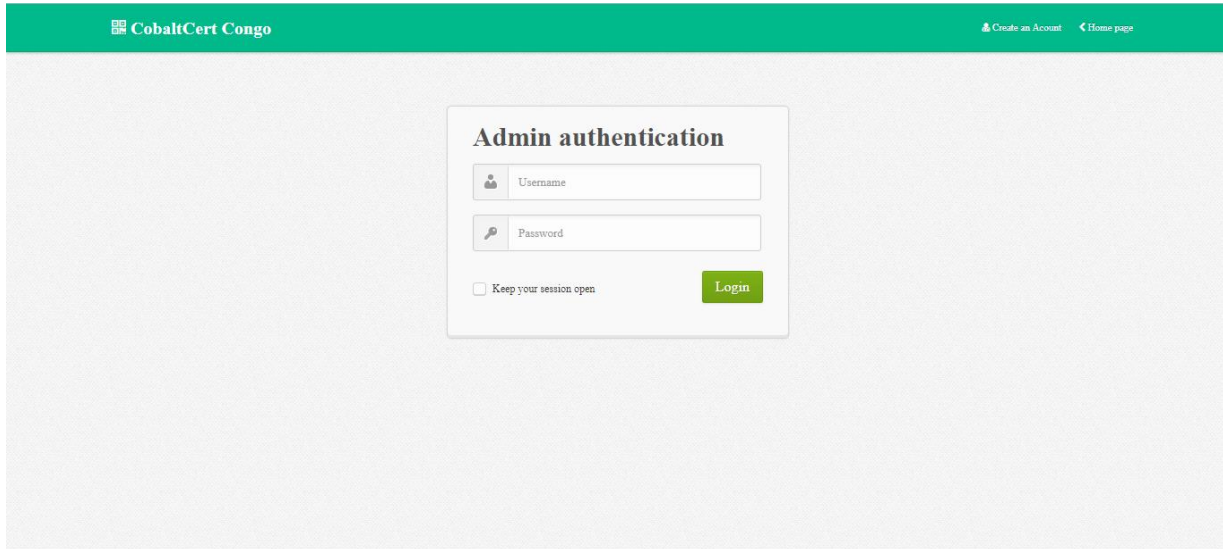 CobaltCert Congo
Create an Acount
Home page
Admin authentication
Username
Password
Keep your session open
Login